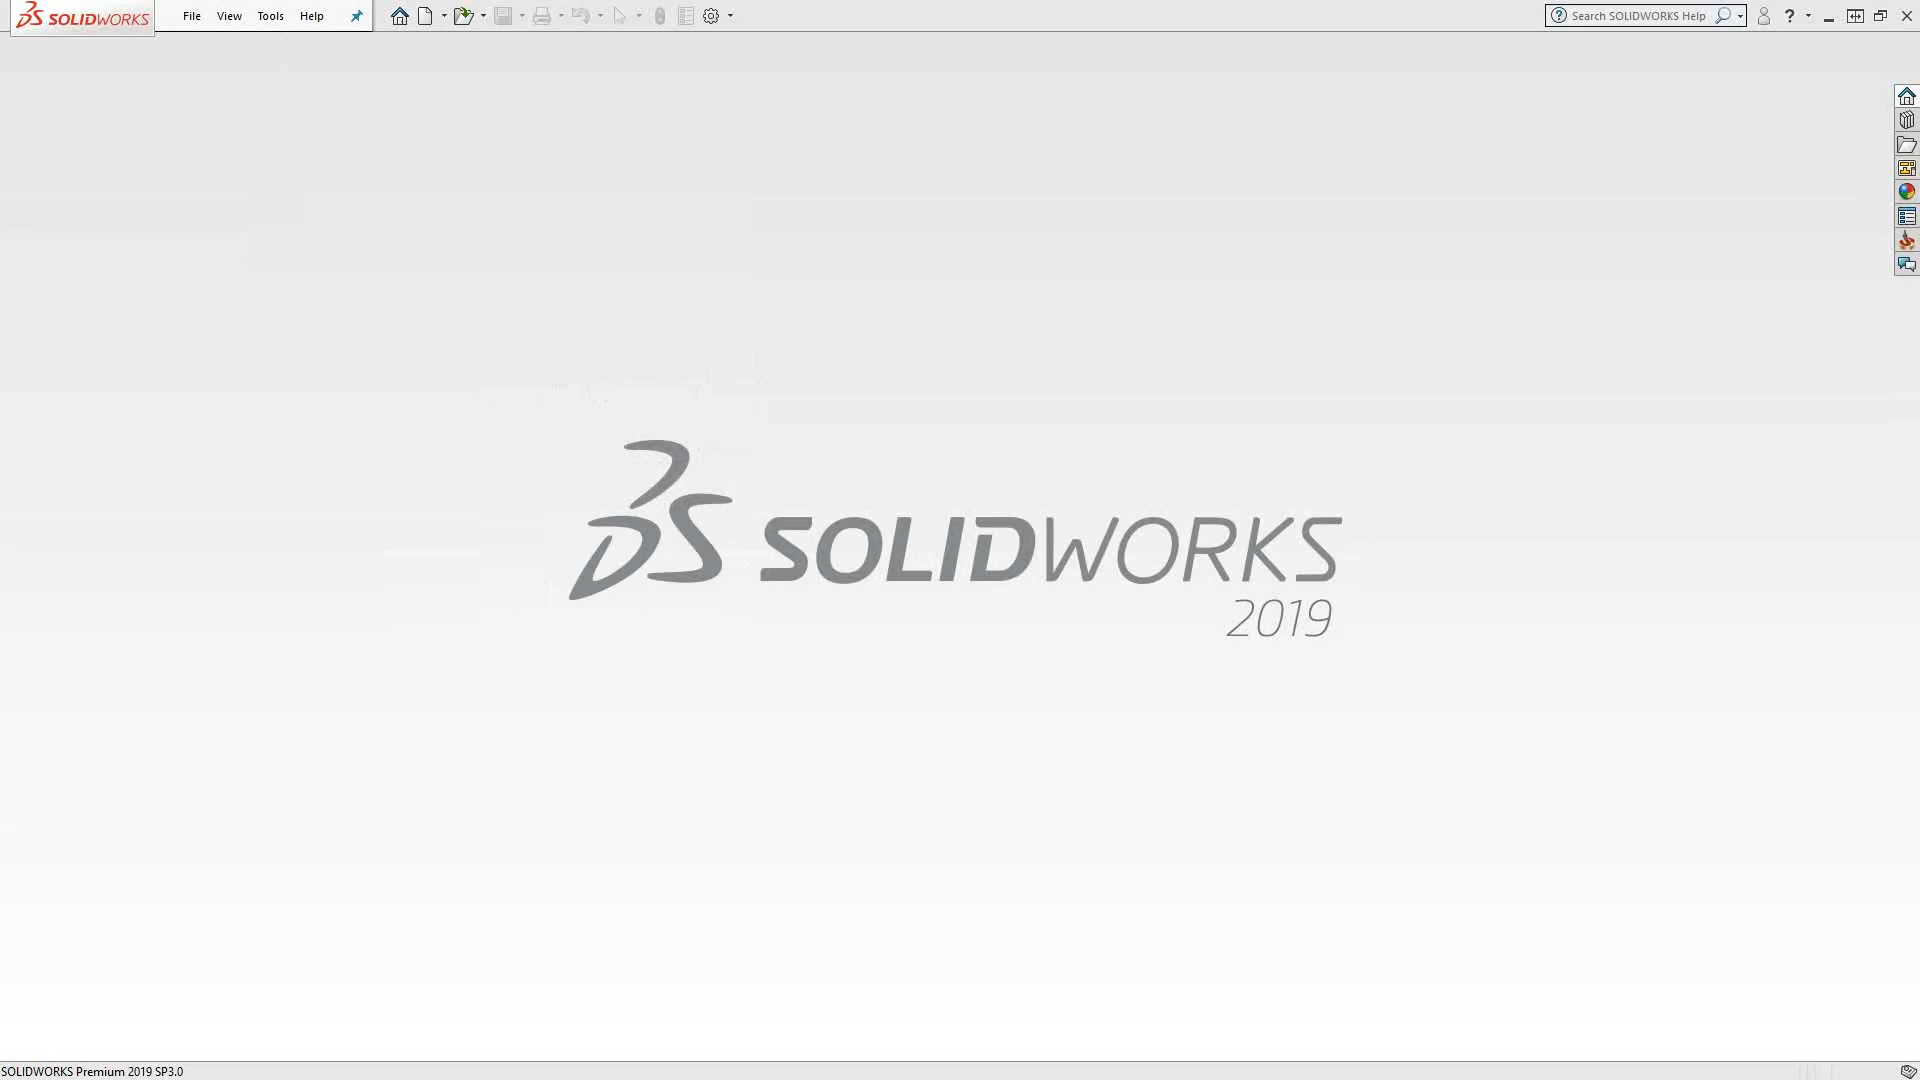 SOLIDWORKS File View Tools Help Search SOLIDWORKS Help ?
SOLIDWORKS
2019
SOLIDWORKS Premium 2019 SP3.0